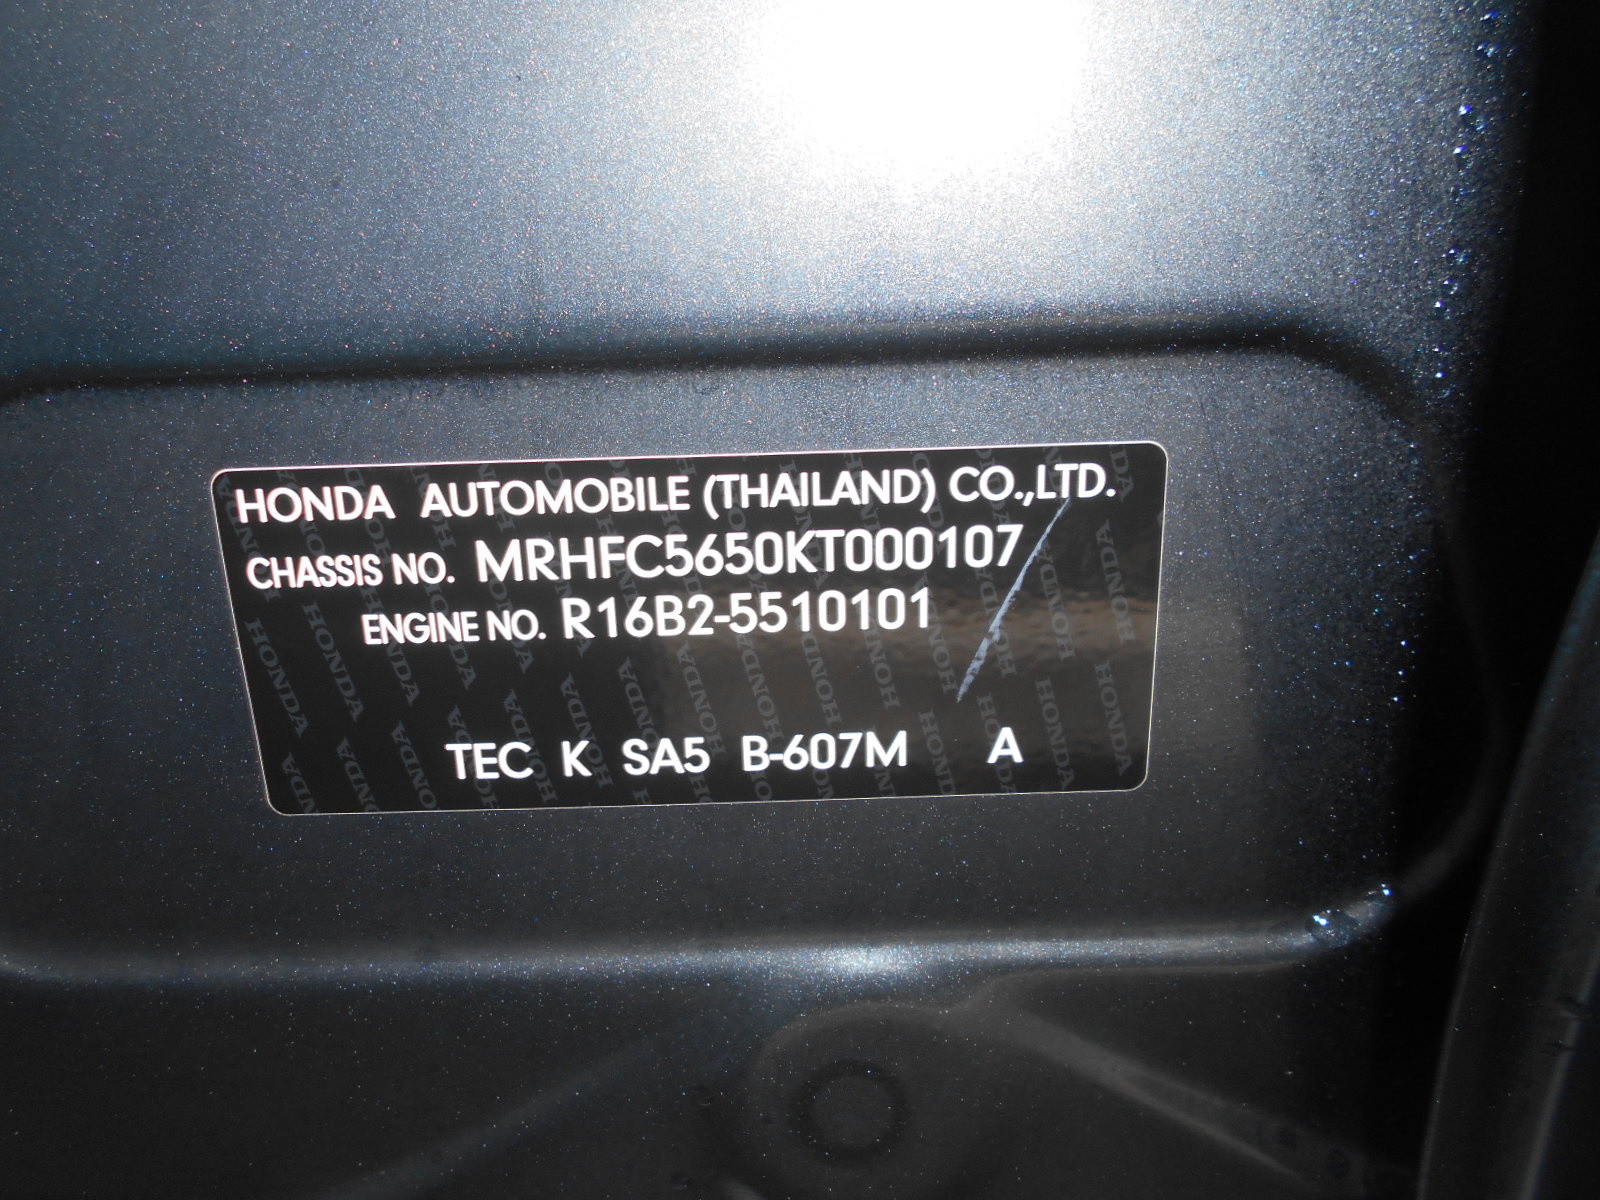 HONDA AUTOMOBILE (THAILAND) CO.,LTD.
CHASSIS NO. MRHFC5650KT000107
ENGINE NO. R16B2-5510101
TEC K SA5 B-607M A